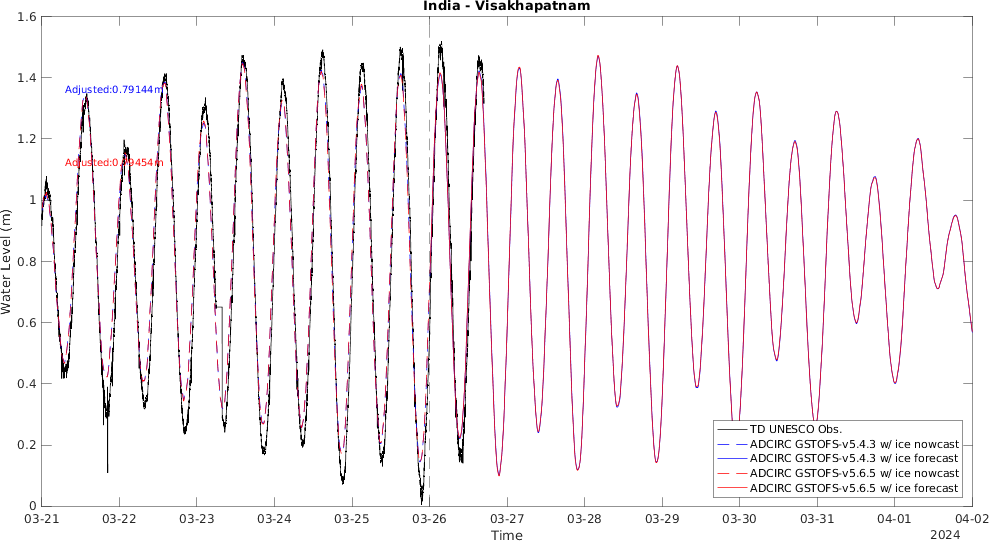 India - Visakhapatnam
Water Level (m)
1.6
1.4
1.2
1
0.8
0.6
0.4
0.2
0
Adjusted:0.79144m
TD UNESCO Obs.
ADCIRC GSTOFS-v5.4.3 w/ ice nowcast
ADCIRC GSTOFS-v5.4.3 w/ ice forecast
ADCIRC GSTOFS-v5.6.5 w/ ice nowcast
ADCIRC GSTOFS-v5.6.5 w/ ice forecast
03-21 03-22 03-23 03-24 03-25 03-26 03-27 03-28 03-29 03-30 03-31 04-01 04-02
Time
2024